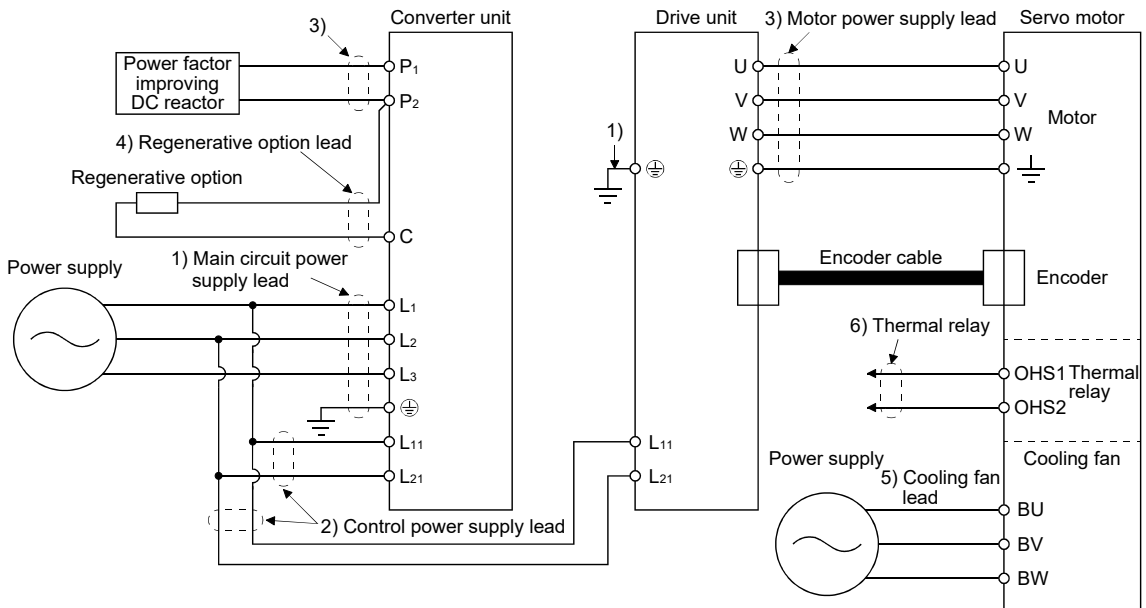 Converter unit
Drive unit
3) Motor power supply lead
Servo motor
3)
Power factor
improving
DC reactor
P1
P2
4) Regenerative option lead
Regenerative option
C
Power supply
1) Main circuit power
supply lead
L1
L2
L3
L11
L21
2) Control power supply lead
1)
U
V
W
U
V
W
Motor
Encoder cable
Encoder
6) Thermal relay
OHS1
Thermal
relay
OHS2
L11
L21
Power supply
Cooling fan
5) Cooling fan
lead
BU
BV
BW